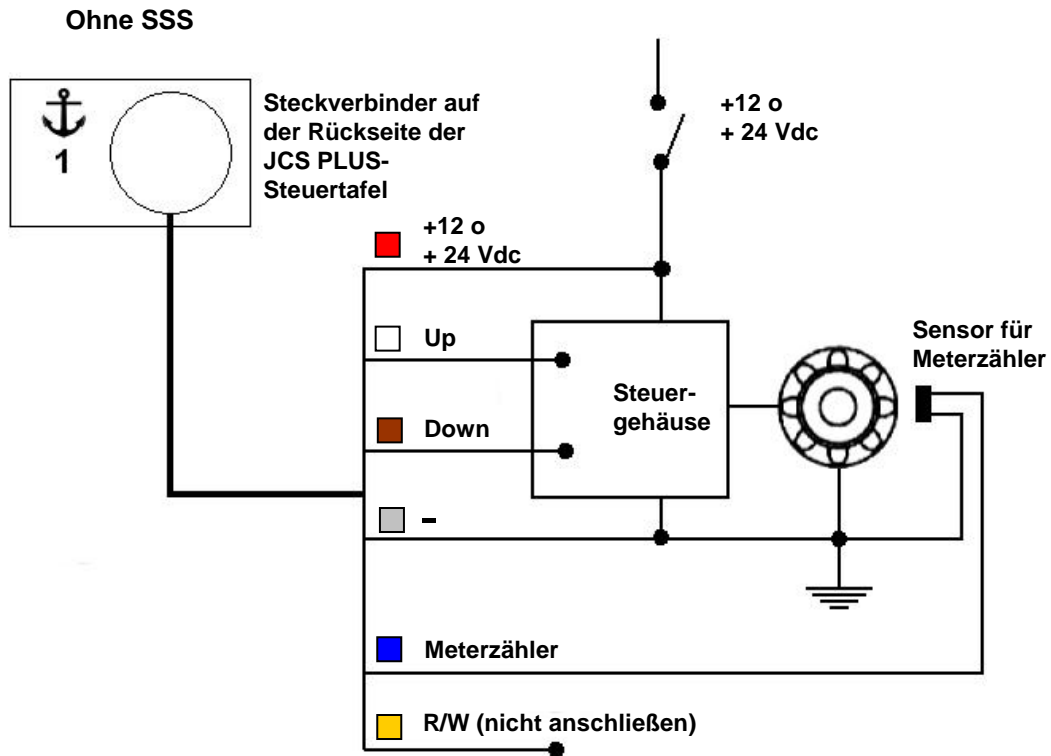 Ohne SSS
1
Steckverbinder auf
der Rückseite der
JCS PLUS-
Steuertafel
+12 o
+ 24 Vdc
+12 o
+ 24 Vdc
Up
Down
-
Steuer-
gehäuse
Sensor für
Meterzähler
Meterzähler
R/W (nicht anschließen)